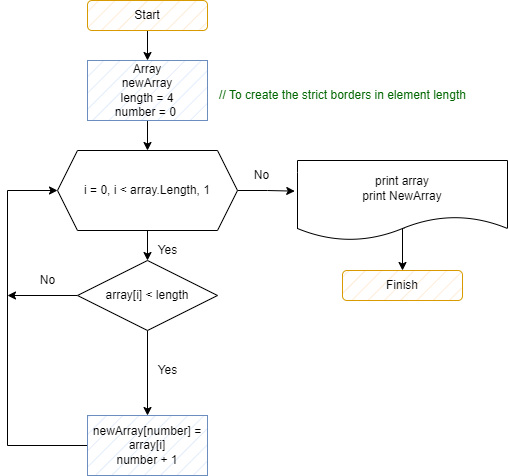 Start
Array
newArray
length = 4
number = 0
// To create the strict borders in element length
i = 0, i < array.Length, 1
No
print array
print NewArray
Yes
Finish
No
array[i] < length
Yes
newArray[number] =
array[i]
number + 1